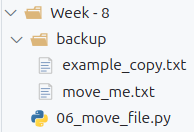 Week - 8
backup
example_copy.txt
move_me.txt
06_move_file.py